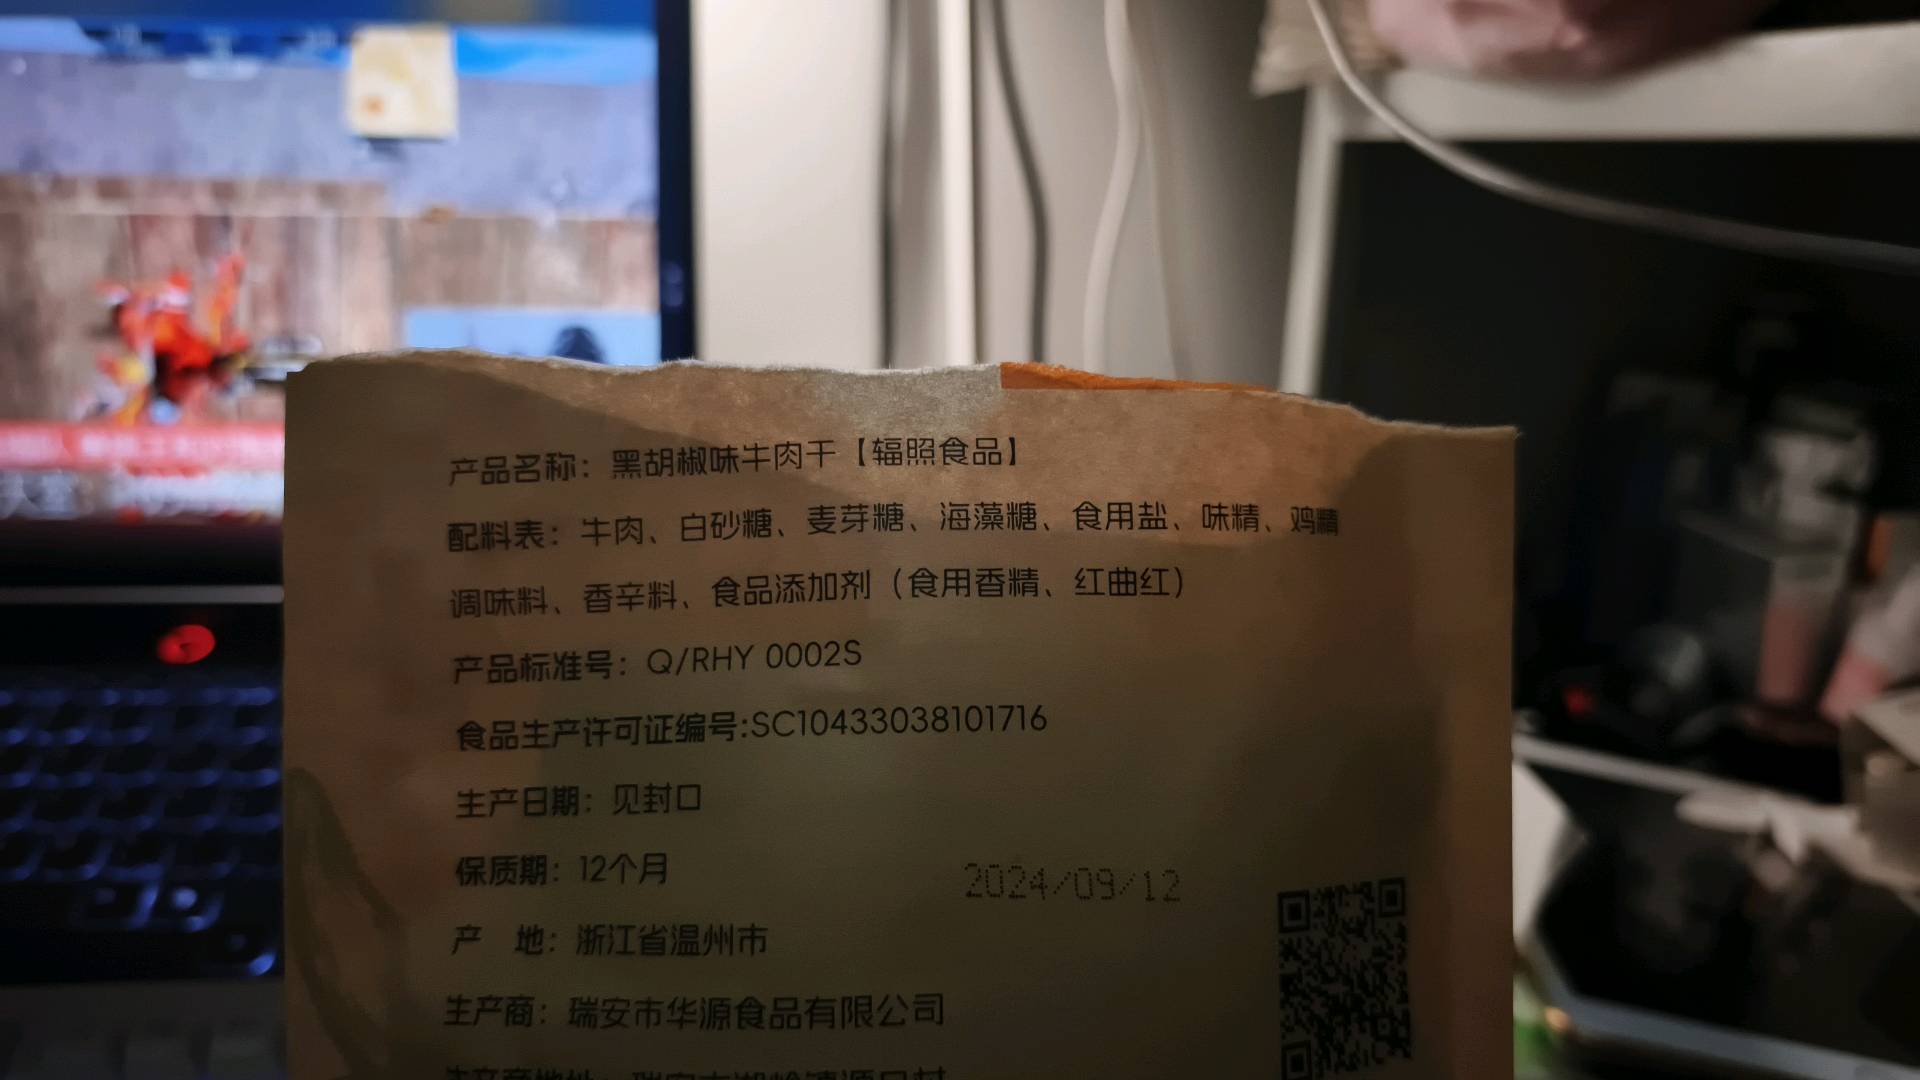 产品名称：黑胡椒味牛肉干【辐照食品】
配料表：牛肉、白砂糖、麦芽糖、海藻糖、食用盐、味精、鸡精
调味料、香辛料、食品添加剂（食用香精、红曲红）
产品标准号：Q/RHY 0002S
食品生产许可证编号:SC10433038101716
生产日期：见封口
保质期：12个月
2024/09/12
产 地：浙江省温州市
生产商：瑞安市华源食品有限公司